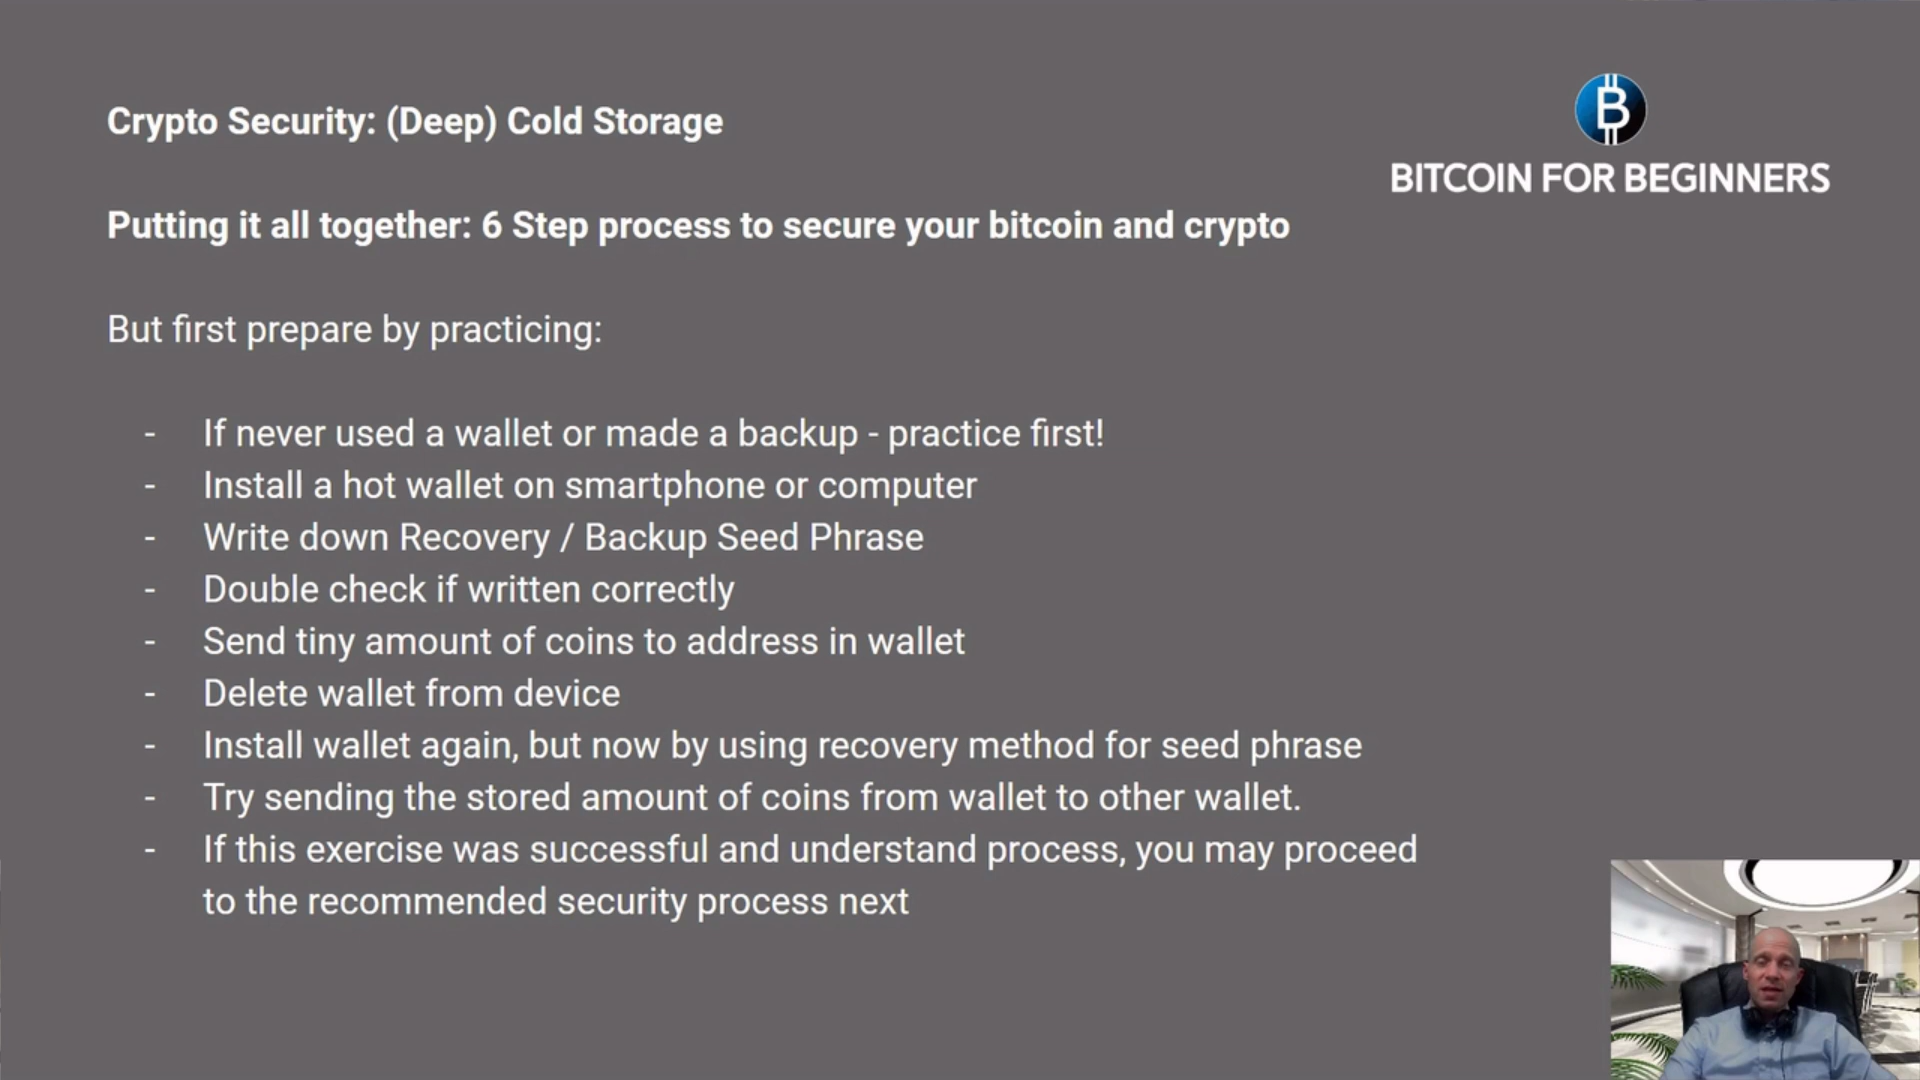 Crypto Security: (Deep) Cold Storage
BITCOIN FOR BEGINNERS
Putting it all together: 6 Step process to secure your bitcoin and crypto
But first prepare by practicing:
- If never used a wallet or made a backup - practice first!
- Install a hot wallet on smartphone or computer
- Write down Recovery / Backup Seed Phrase
- Double check if written correctly
- Send tiny amount of coins to address in wallet
- Delete wallet from device
- Install wallet again, but now by using recovery method for seed phrase
- Try sending the stored amount of coins from wallet to other wallet.
- If this exercise was successful and understand process, you may proceed
to the recommended security process next